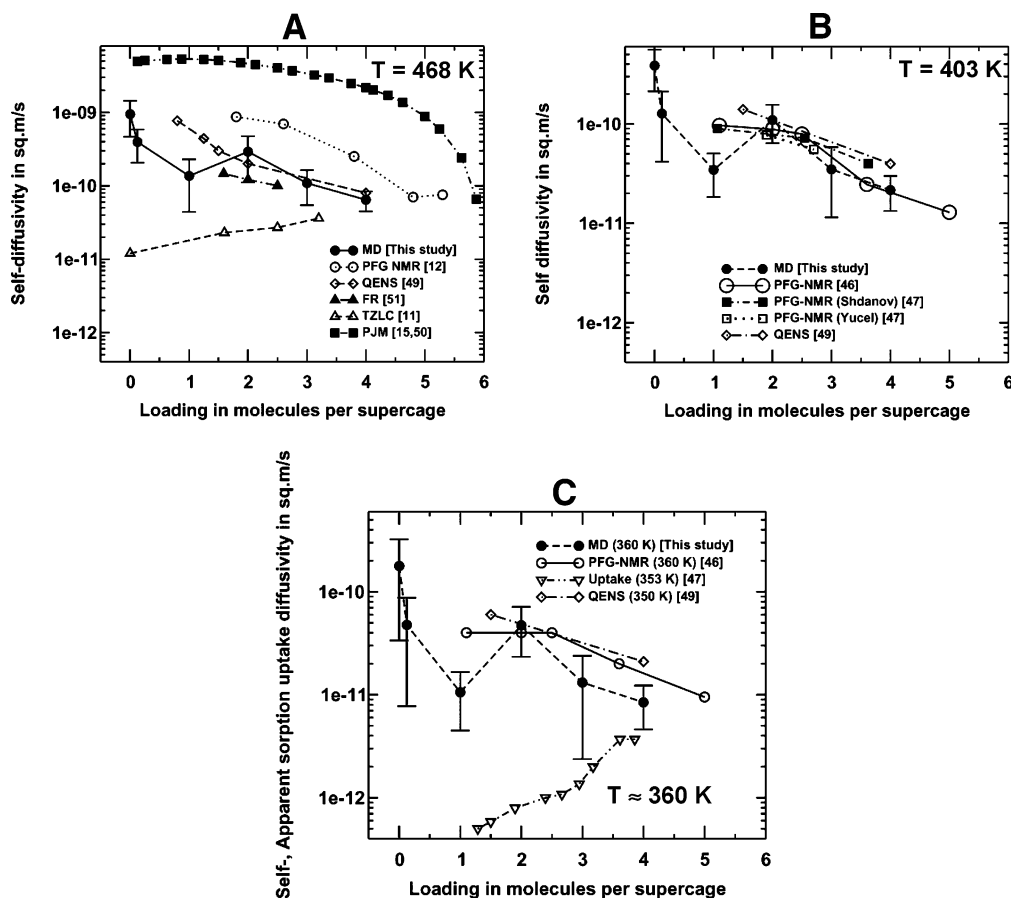 A
T = 468 K
Self-diffusivity in sq.m/s
1e-09
1e-10
1e-11
1e-12
MD [This study]
PFG NMR [12]
QENS [49]
FR [51]
TZLC [11]
PJM [15,50]
0 1 2 3 4 5 6
Loading in molecules per supercage
B
T = 403 K
Self diffusivity in sq.m/s
1e-10
1e-11
1e-12
MD [This study]
PFG-NMR [46]
PFG-NMR (Shdanov) [47]
PFG-NMR (Yucel) [47]
QENS [49]
0 1 2 3 4 5 6
Loading in molecules per supercage
C
Self-, Apparent sorption uptake diffusivity in sq.m/s
1e-10
1e-11
1e-12
MD (360 K) [This study]
PFG-NMR (360 K) [46]
Uptake (353 K) [47]
QENS (350 K) [49]
T ≈ 360 K
0 1 2 3 4 5 6
Loading in molecules per supercage